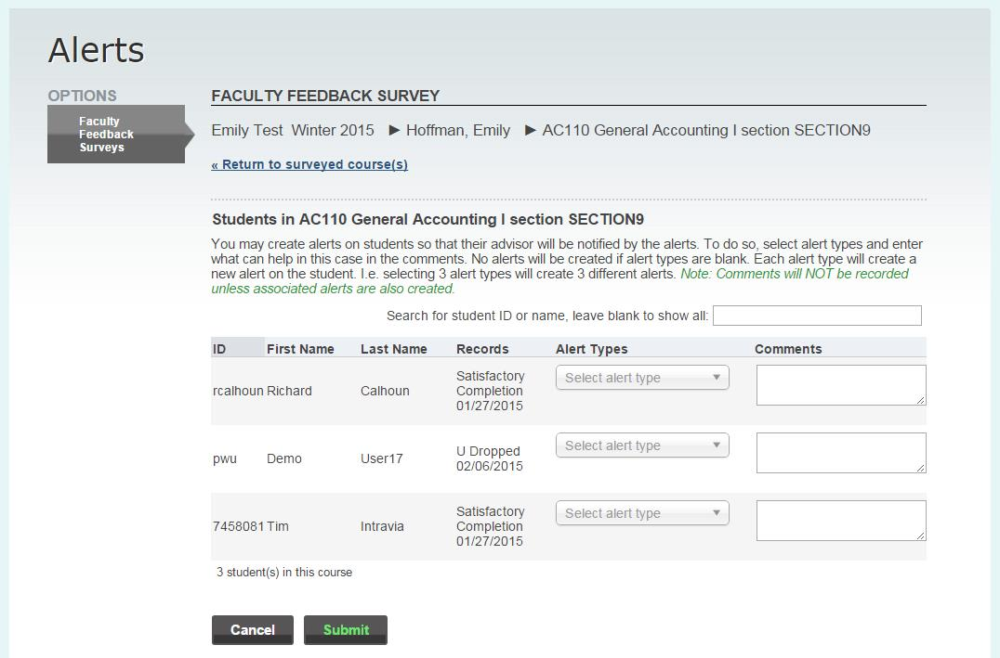 Alerts
OPTIONS
Faculty
Feedback
Surveys
FACULTY FEEDBACK SURVEY
Emily Test Winter 2015 ► Hoffman, Emily ► AC110 General Accounting I section SECTION9
« Return to surveyed course(s)
Students in AC110 General Accounting I section SECTION9
You may create alerts on students so that their advisor will be notified by the alerts. To do so, select alert types and enter
what can help in this case in the comments. No alerts will be created if alert types are blank. Each alert type will create a
new alert on the student. I.e. selecting 3 alert types will create 3 different alerts. Note: Comments will NOT be recorded
unless associated alerts are also created.
Search for student ID or name, leave blank to show all:
ID First Name Last Name Records Alert Types Comments
rcalhoun Richard Calhoun Satisfactory Completion 01/27/2015 Select alert type
pwu Demo User17 U Dropped 02/06/2015 Select alert type
7458081 Tim Intravia Satisfactory Completion 01/27/2015 Select alert type
3 student(s) in this course
Cancel Submit